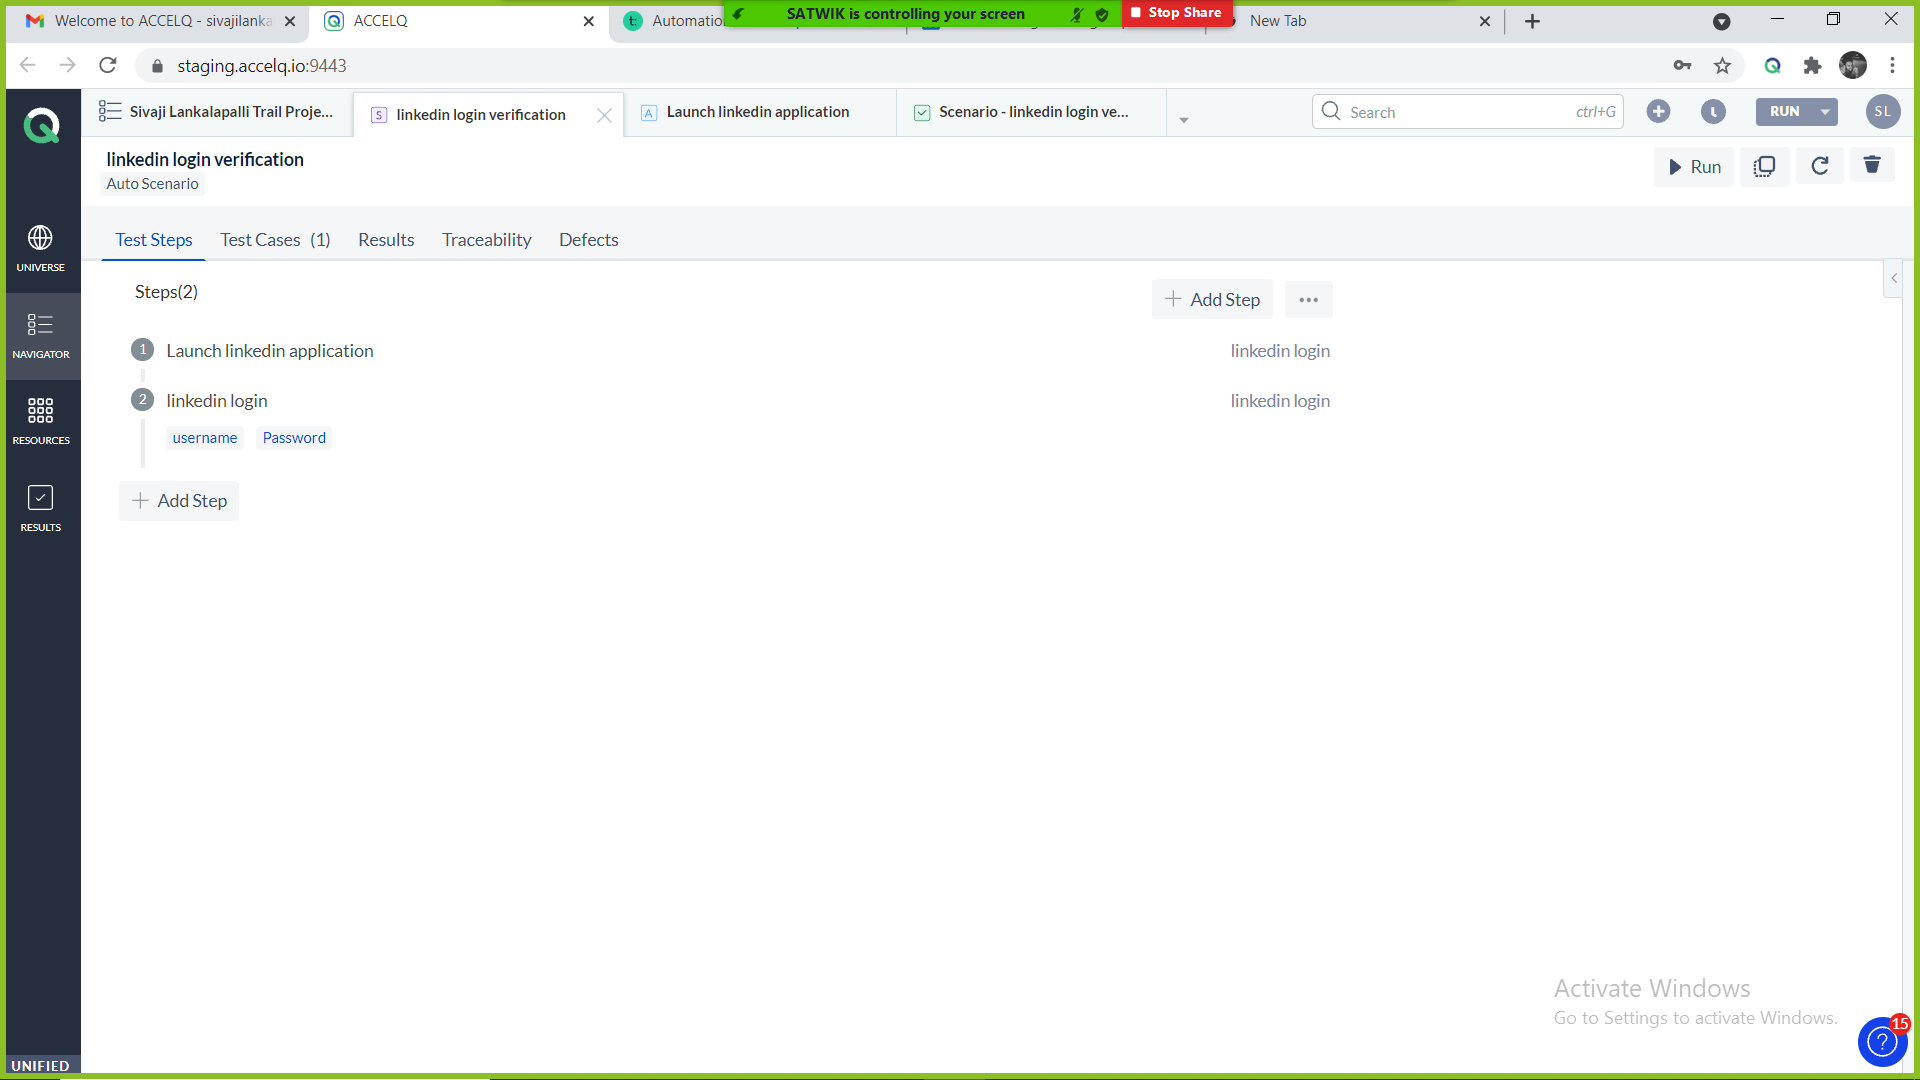 Welcome to ACCELQ - sivajilanka
ACCELQ
Automation
SATWIK is controlling your screen
Stop Share
New Tab
staging.accelq.io:9443
Sivaji Lankalapalli Trail Proje...
S linkedin login verification
A Launch linkedin application
Scenario - linkedin login ve...
Search
ctrl+G
RUN
SL
linkedin login verification
Auto Scenario
Run
Test Steps
Test Cases (1)
Results
Traceability
Defects
UNIVERSE
NAVIGATOR
RESOURCES
RESULTS
UNIFIED
Steps(2)
Add Step
1 Launch linkedin application
linkedin login
2 linkedin login
linkedin login
username Password
Add Step
Activate Windows
Go to Settings to activate Windows.
15
?